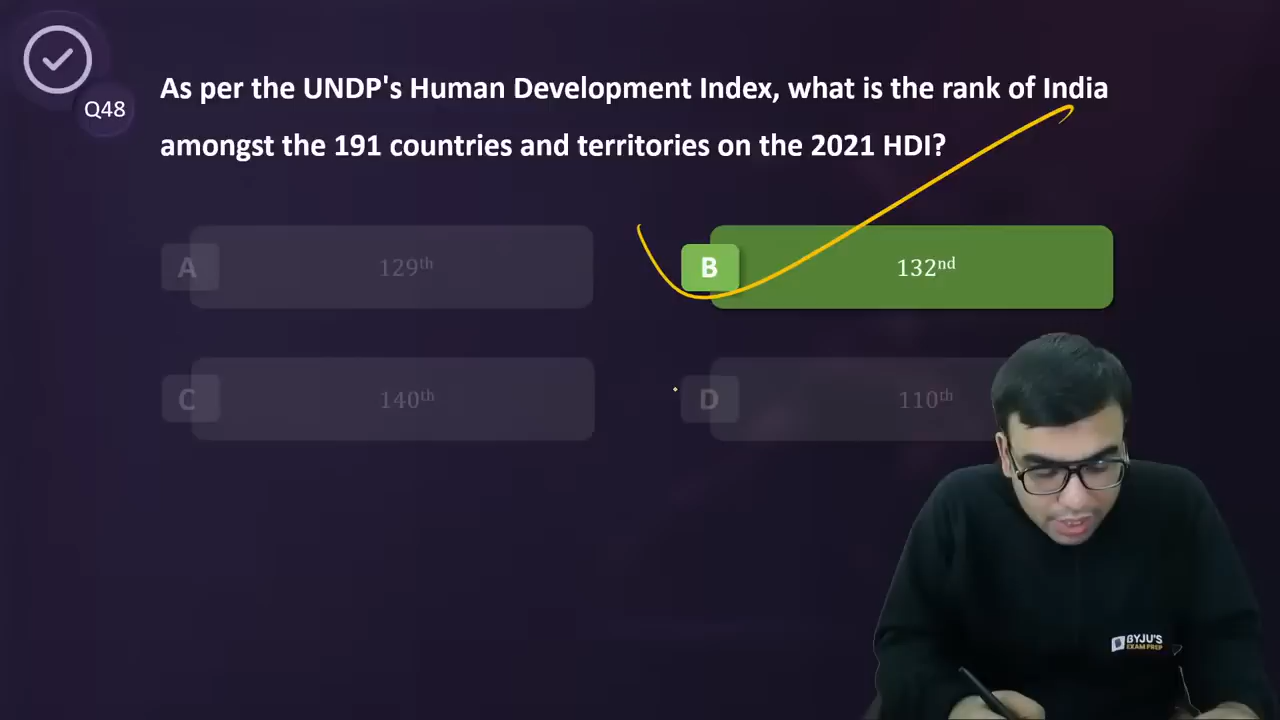 Q48
As per the UNDP's Human Development Index, what is the rank of India
amongst the 191 countries and territories on the 2021 HDI?
A 129th
B 132nd
C 140th
D 110th
BYJU'S
EXAM PREP